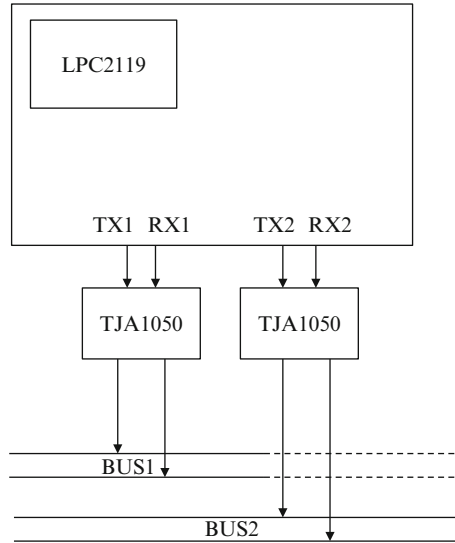 LPC2119
TX1 RX1 TX2 RX2
TJA1050 TJA1050
BUS1
BUS2